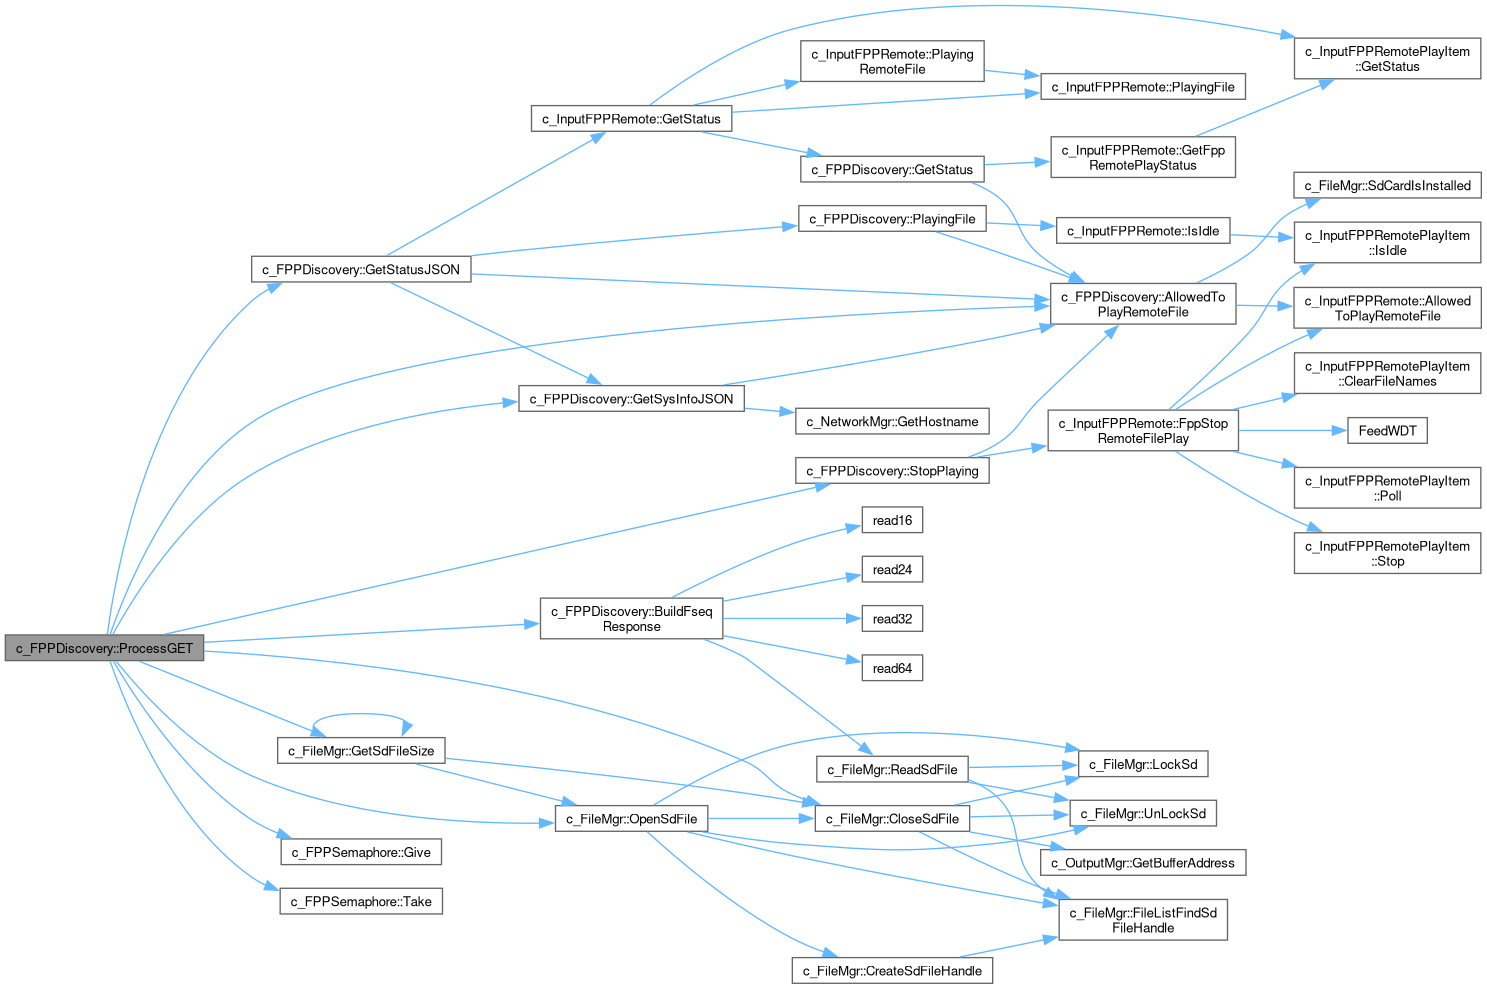 c_InputFPPRemotePlayItem
::GetStatus
c_InputFPPRemote::Playing
RemoteFile
c_InputFPPRemote::PlayingFile
c_InputFPPRemote::GetStatus
c_InputFPPRemote::GetFpp
RemotePlayStatus
c_FPPDiscovery::GetStatus
c_FileMgr::SdCardIsInstalled
c_FPPDiscovery::PlayingFile
c_InputFPPRemote::IsIdle
c_InputFPPRemotePlayItem
::IsIdle
c_FPPDiscovery::GetStatusJSON
c_FPPDiscovery::AllowedTo
PlayRemoteFile
c_InputFPPRemote::Allowed
ToPlayRemoteFile
c_InputFPPRemotePlayItem
::ClearFileNames
c_FPPDiscovery::GetSysInfoJSON
c_NetworkMgr::GetHostname
c_InputFPPRemote::FppStop
RemoteFilePlay
FeedWDT
c_FPPDiscovery::StopPlaying
c_InputFPPRemotePlayItem
::Poll
read16
c_InputFPPRemotePlayItem
::Stop
read24
c_FPPDiscovery::BuildFseq
Response
read32
c_FPPDiscovery::ProcessGET
read64
c_FileMgr::GetSdFileSize
c_FileMgr::ReadSdFile
c_FileMgr::LockSd
c_FileMgr::OpenSdFile
c_FileMgr::CloseSdFile
c_FileMgr::UnLockSd
c_FPPSemaphore::Give
c_OutputMgr::GetBufferAddress
c_FPPSemaphore::Take
c_FileMgr::FileListFindSd
FileHandle
c_FileMgr::CreateSdFileHandle